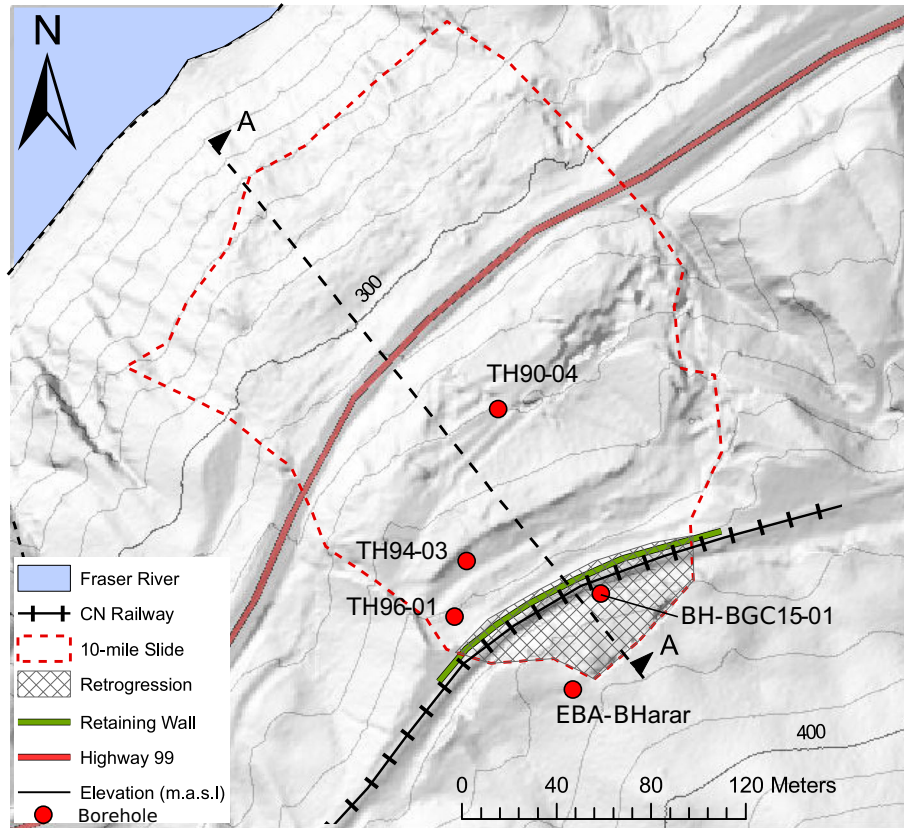 N
A
300
TH90-04
TH94-03
TH96-01
BH-BGC15-01
A
EBA-BHarar
400
Fraser River
CN Railway
10-mile Slide
Retrogression
Retaining Wall
Highway 99
Elevation (m.a.s.l)
Borehole
0 40 80 120 Meters